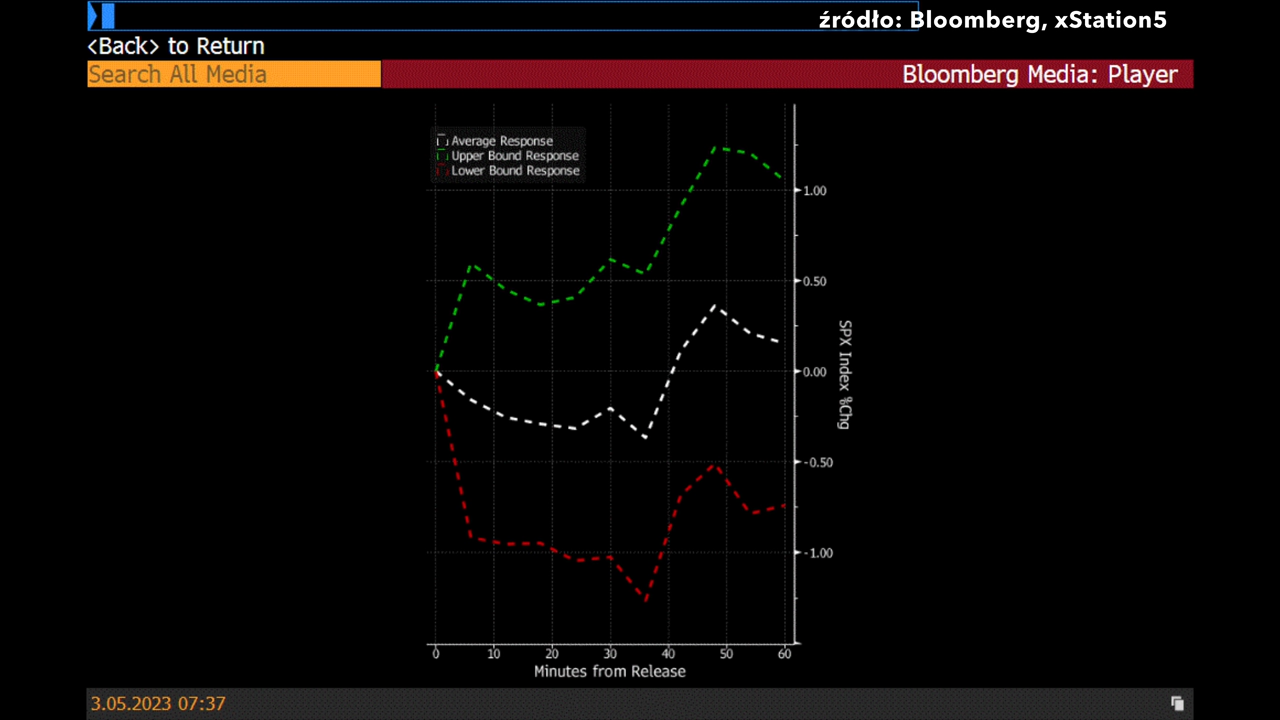 źródło: Bloomberg, xStation5
<Back> to Return
Search All Media
Bloomberg Media: Player
Average Response
Upper Bound Response
Lower Bound Response
1.00
0.50
0.00
-0.50
-1.00
SPX Index %Chg
0 10 20 30 40 50 60
Minutes from Release
3.05.2023 07:37